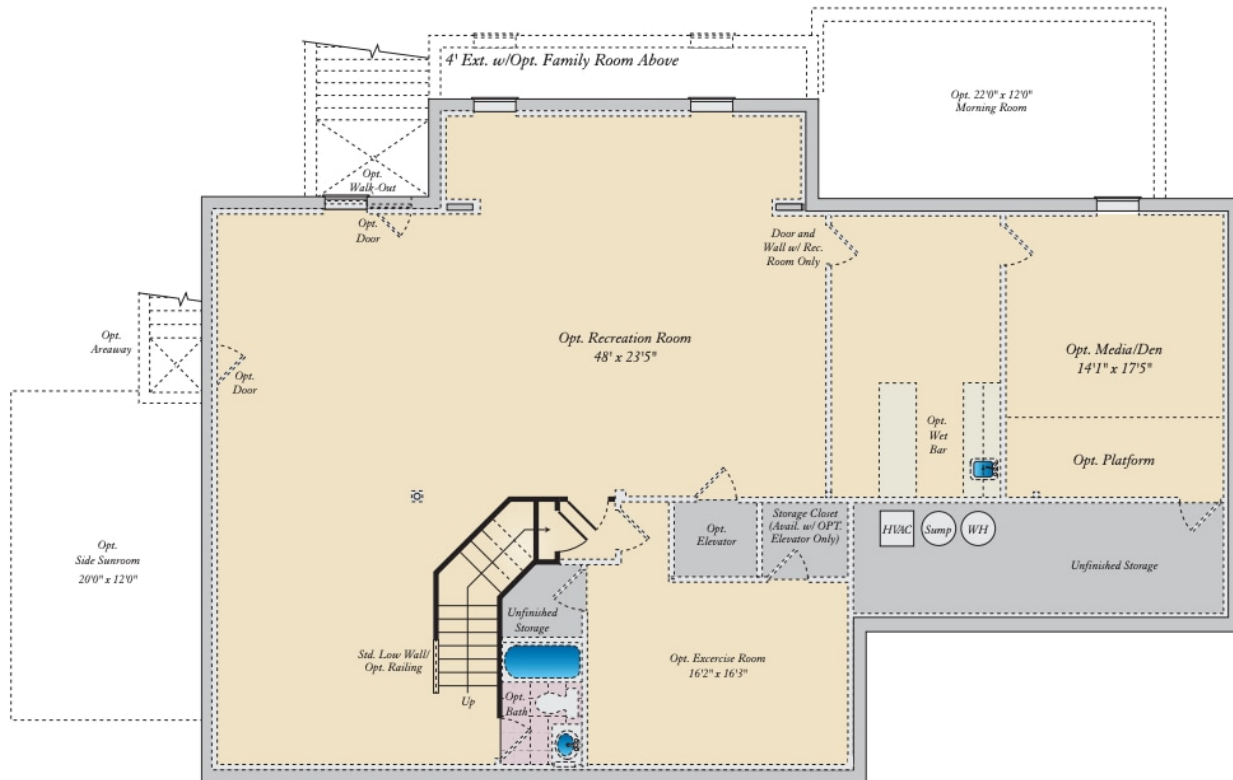 4' Ext. w/Opt. Family Room Above
Opt. 22'0" x 12'0"
Morning Room
Opt.
Walk-Out
Opt.
Door
Door and
Wall w/ Rec.
Room Only
Opt.
Areaway
Opt.
Door
Opt. Recreation Room
48' x 23'5"
Opt. Media/Den
14'1" x 17'5"
Opt.
Wet
Bar
Opt. Platform
Opt.
Side Sunroom
20'0" x 12'0"
Opt.
Elevator
Storage Closet
(Avail. w/ OPT.
Elevator Only)
HVAC
Sump
WH
Unfinished Storage
Unfinished
Storage
Std. Low Wall/
Opt. Railing
Up
Opt.
Bath
Opt. Excercise Room
16'2" x 16'3"